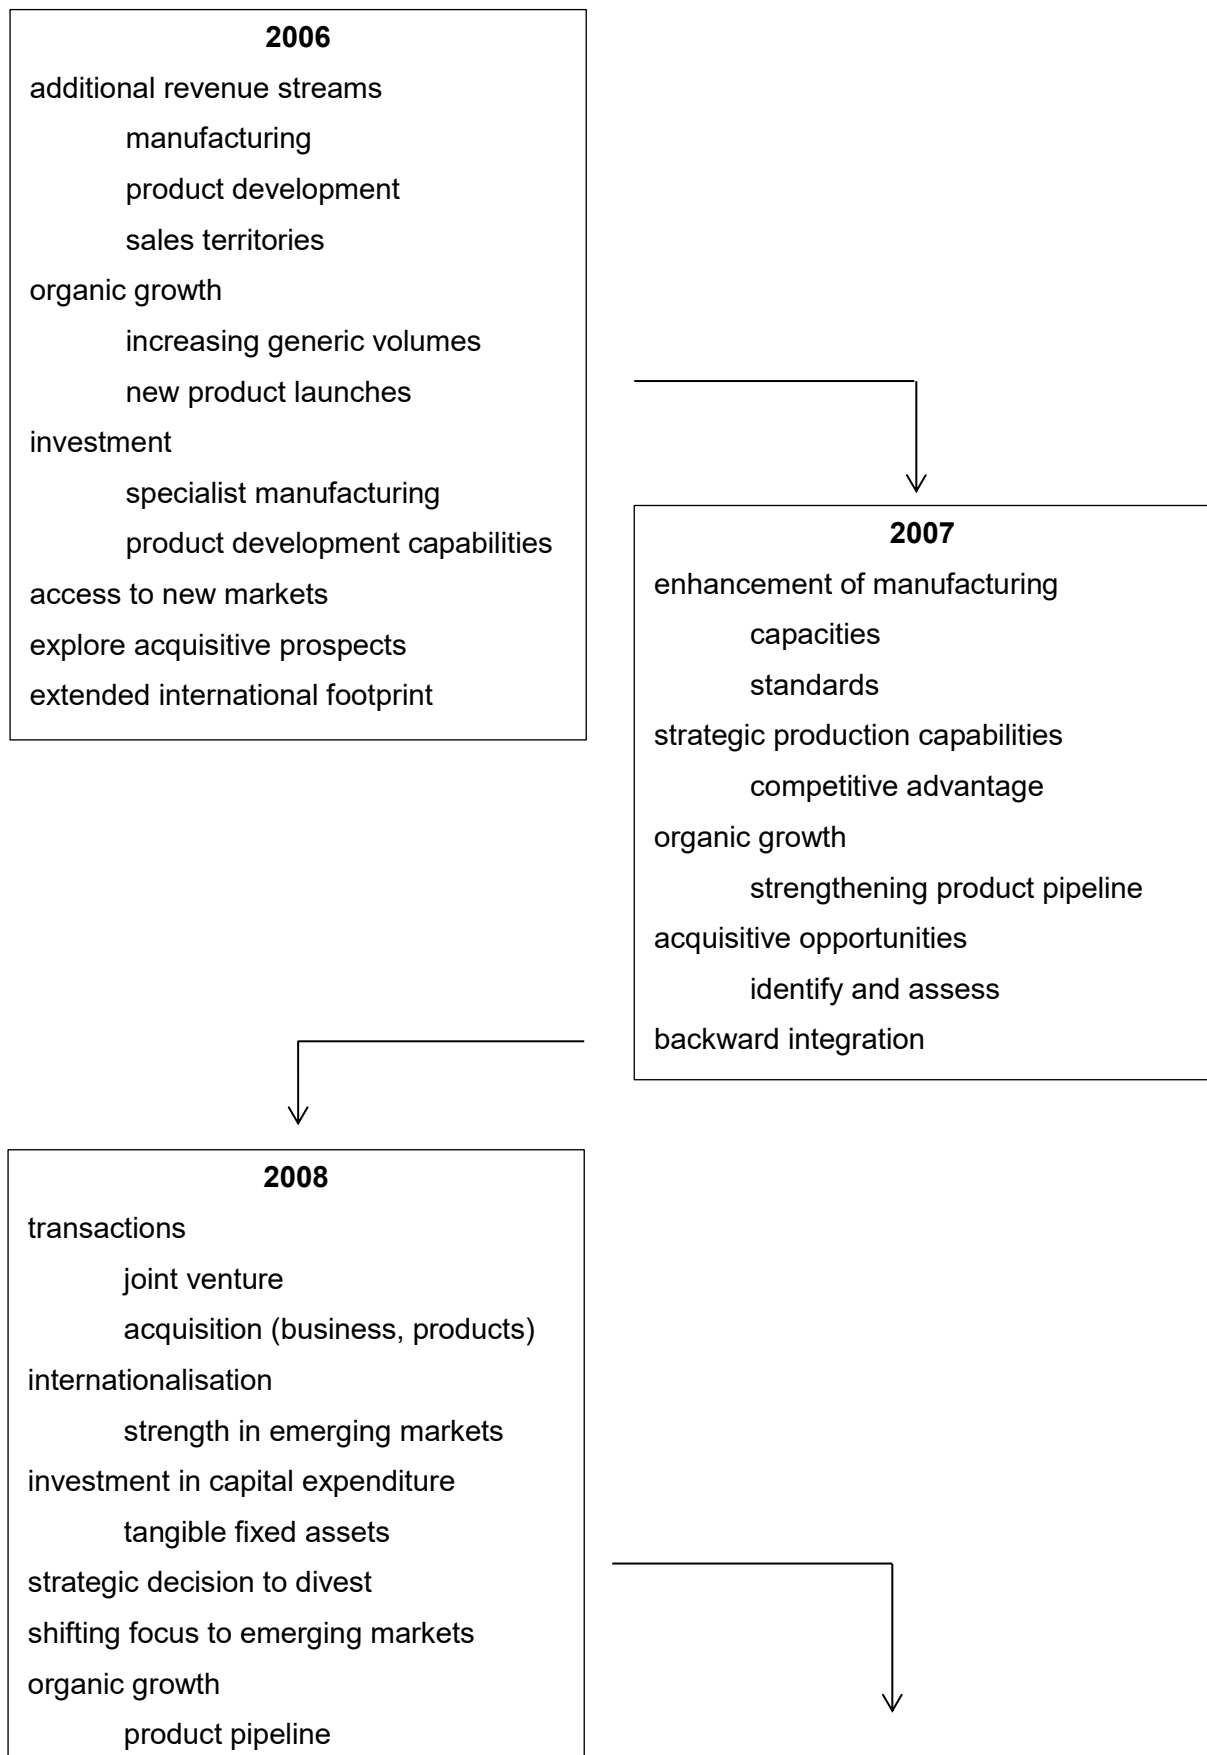 2006
additional revenue streams
manufacturing
product development
sales territories
organic growth
increasing generic volumes
new product launches
investment
specialist manufacturing
product development capabilities
access to new markets
explore acquisitive prospects
extended international footprint
2007
enhancement of manufacturing
capacities
standards
strategic production capabilities
competitive advantage
organic growth
strengthening product pipeline
acquisitive opportunities
identify and assess
backward integration
2008
transactions
joint venture
acquisition (business, products)
internationalisation
strength in emerging markets
investment in capital expenditure
tangible fixed assets
strategic decision to divest
shifting focus to emerging markets
organic growth
product pipeline